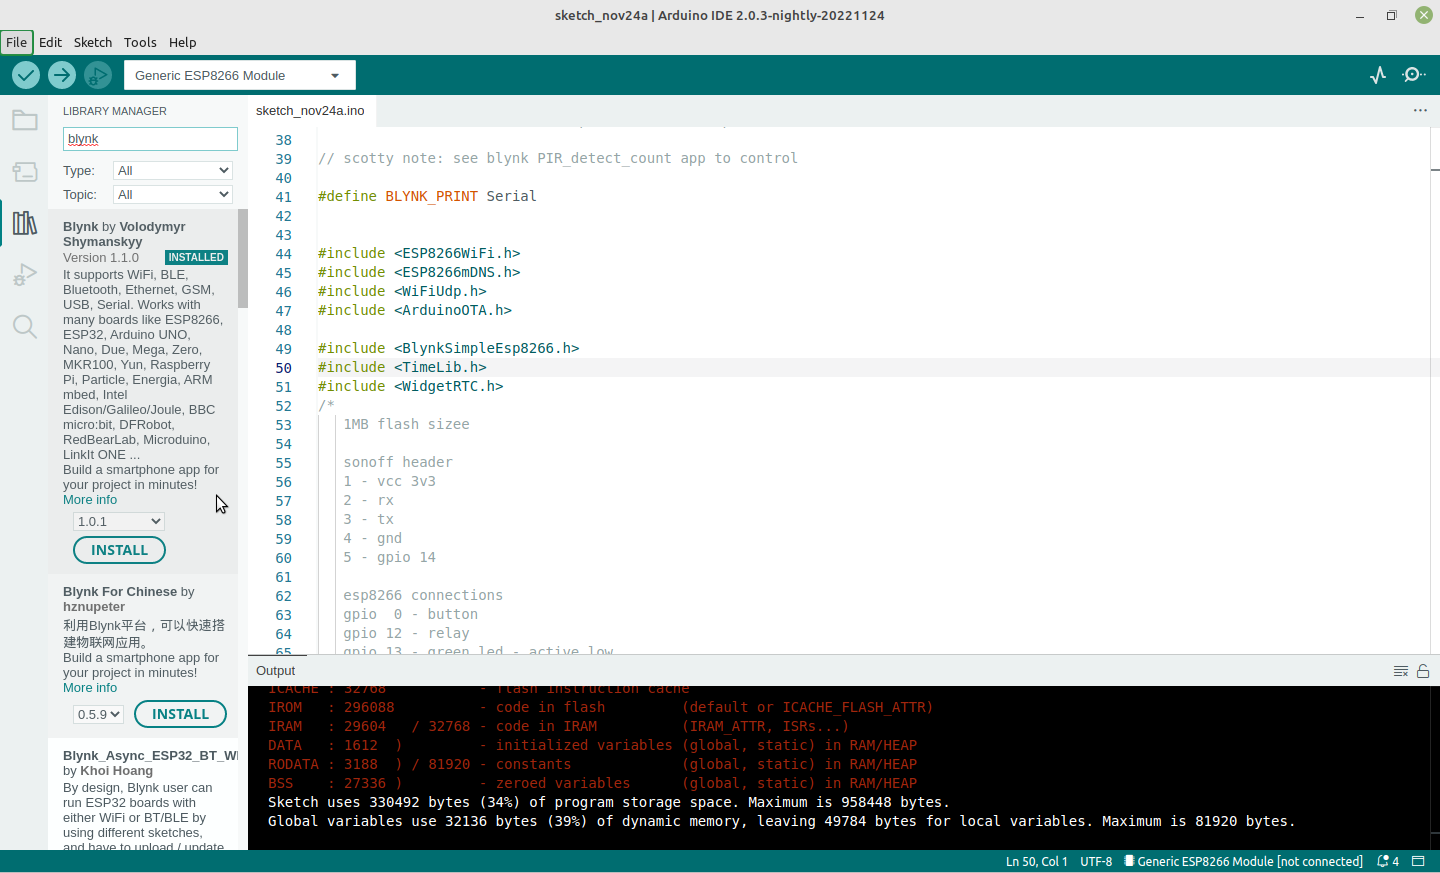 sketch_nov24a | Arduino IDE 2.0.3-nightly-20221124
File Edit Sketch Tools Help
Generic ESP8266 Module
LIBRARY MANAGER
blynk
Type: All
Topic: All
Blynk by Volodymyr
Shymanskyy
Version 1.1.0 INSTALLED
It supports WiFi, BLE,
Bluetooth, Ethernet, GSM,
USB, Serial. Works with
many boards like ESP8266,
ESP32, Arduino UNO,
Nano, Due, Mega, Zero,
MKR100, Yun, Raspberry
Pi, Particle, Energia, ARM
mbed, Intel
Edison/Galileo/Joule, BBC
micro:bit, DFRobot,
RedBearLab, Microduino,
LinkIt ONE ...
Build a smartphone app for
your project in minutes!
More info
1.0.1
INSTALL
Blynk For Chinese by
hznupeter
利用Blynk平台，可以快速搭
建物联网应用。
Build a smartphone app for
your project in minutes!
More info
0.5.9 INSTALL
Blynk_Async_ESP32_BT_W
by Khoi Hoang
By design, Blynk user can
run ESP32 boards with
either WiFi or BT/BLE by
using different sketches,
and have to upload / update
sketch_nov24a.ino
38
39 // scotty note: see blynk PIR_detect_count app to control
40
41 #define BLYNK_PRINT Serial
42
43
44 #include <ESP8266WiFi.h>
45 #include <ESP8266mDNS.h>
46 #include <WiFiUdp.h>
47 #include <ArduinoOTA.h>
48
49 #include <BlynkSimpleEsp8266.h>
50 #include <TimeLib.h>
51 #include <WidgetRTC.h>
52 /*
53 1MB flash sizee
54
55 sonoff header
56 1 - vcc 3v3
57 2 - rx
58 3 - tx
59 4 - gnd
60 5 - gpio 14
61
62 esp8266 connections
63 gpio  0 - button
64 gpio 12 - relay
65 gpio 13 - green led - active low
Output
ICACHE : 32768 - flash instruction cache
IROM : 296088 - code in flash (default or ICACHE_FLASH_ATTR)
IRAM : 29604 / 32768 - code in IRAM (IRAM_ATTR, ISRs...)
DATA : 1612 ) - initialized variables (global, static) in RAM/HEAP
RODATA : 3188 ) / 81920 - constants (global, static) in RAM/HEAP
BSS : 27336 ) - zeroed variables (global, static) in RAM/HEAP
Sketch uses 330492 bytes (34%) of program storage space. Maximum is 958448 bytes.
Global variables use 32136 bytes (39%) of dynamic memory, leaving 49784 bytes for local variables. Maximum is 81920 bytes.
Ln 50, Col 1 UTF-8 Generic ESP8266 Module [not connected] 4